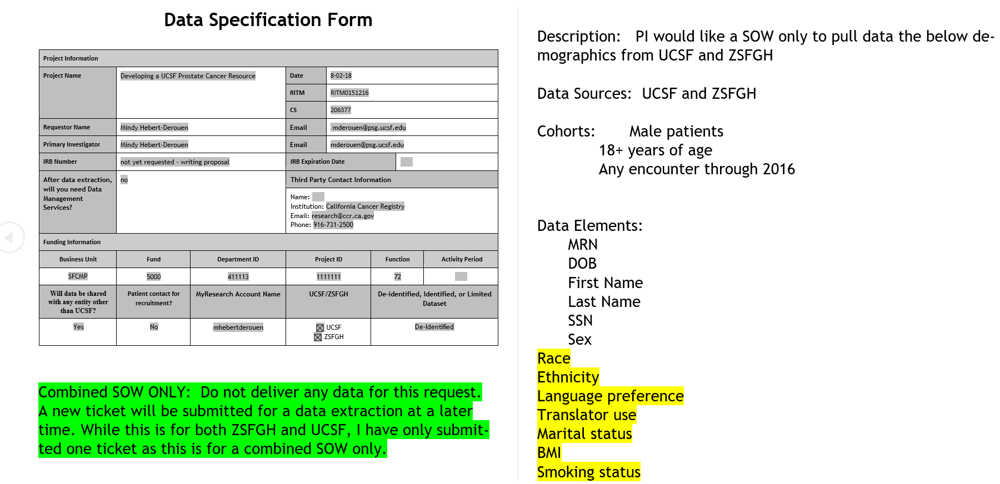 Data Specification Form
Project Information
Project Name Developing a UCSF Prostate Cancer Resource Date 8-02-18
RITM RITM0151216
CS 206377
Requestor Name Mindy Hebert-Derouen Email mderouen@psg.ucsf.edu
Primary Investigator Mindy Hebert-Derouen Email mderouen@psg.ucsf.edu
IRB Number not yet requested - writing proposal IRB Expiration Date
After data extraction, no Third Party Contact Information
will you need Data
Management
Services?
Name:
Institution: California Cancer Registry
Email: research@ccr.ca.gov
Phone: 916-731-2500
Funding Information
Business Unit Fund Department ID Project ID Function Activity Period
SFCMP 5000 411113 1111111 72
Will data be shared
with any entity other
than UCSF?
Patient contact for
recruitment?
MyResearch Account Name
UCSF/ZSFGH
De-identified, Identified, or Limited
Dataset
Yes No mhebertderouen ☒ UCSF De-Identified
☒ ZSFGH
Combined SOW ONLY: Do not deliver any data for this request.
A new ticket will be submitted for a data extraction at a later
time. While this is for both ZSFGH and UCSF, I have only submit-
ted one ticket as this is for a combined SOW only.
Description: PI would like a SOW only to pull data the below de-
mographics from UCSF and ZSFGH
Data Sources: UCSF and ZSFGH
Cohorts: Male patients
18+ years of age
Any encounter through 2016
Data Elements:
MRN
DOB
First Name
Last Name
SSN
Sex
Race
Ethnicity
Language preference
Translator use
Marital status
BMI
Smoking status